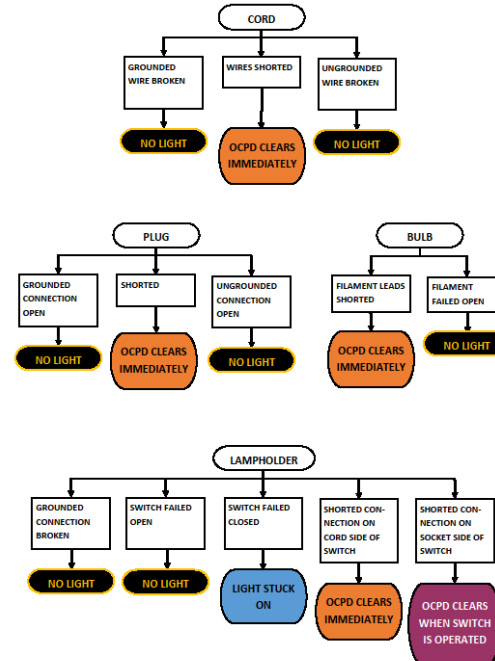 CORD
GROUNDED
WIRE BROKEN
WIRES SHORTED
UNGROUNDED
WIRE BROKEN
NO LIGHT
OCPD CLEARS
IMMEDIATELY
NO LIGHT
PLUG
GROUNDED
CONNECTION
OPEN
SHORTED
UNGROUNDED
CONNECTION
OPEN
NO LIGHT
OCPD CLEARS
IMMEDIATELY
NO LIGHT
BULB
FILAMENT LEADS
SHORTED
FILAMENT
FAILED OPEN
OCPD CLEARS
IMMEDIATELY
NO LIGHT
LAMPHOLDER
GROUNDED
CONNECTION
BROKEN
SWITCH FAILED
OPEN
SWITCH FAILED
CLOSED
SHORTED CON-
NECTION ON
CORD SIDE OF
SWITCH
SHORTED CON-
NECTION ON
SOCKET SIDE OF
SWITCH
NO LIGHT
NO LIGHT
LIGHT STUCK
ON
OCPD CLEARS
IMMEDIATELY
OCPD CLEARS
WHEN SWITCH
IS OPERATED